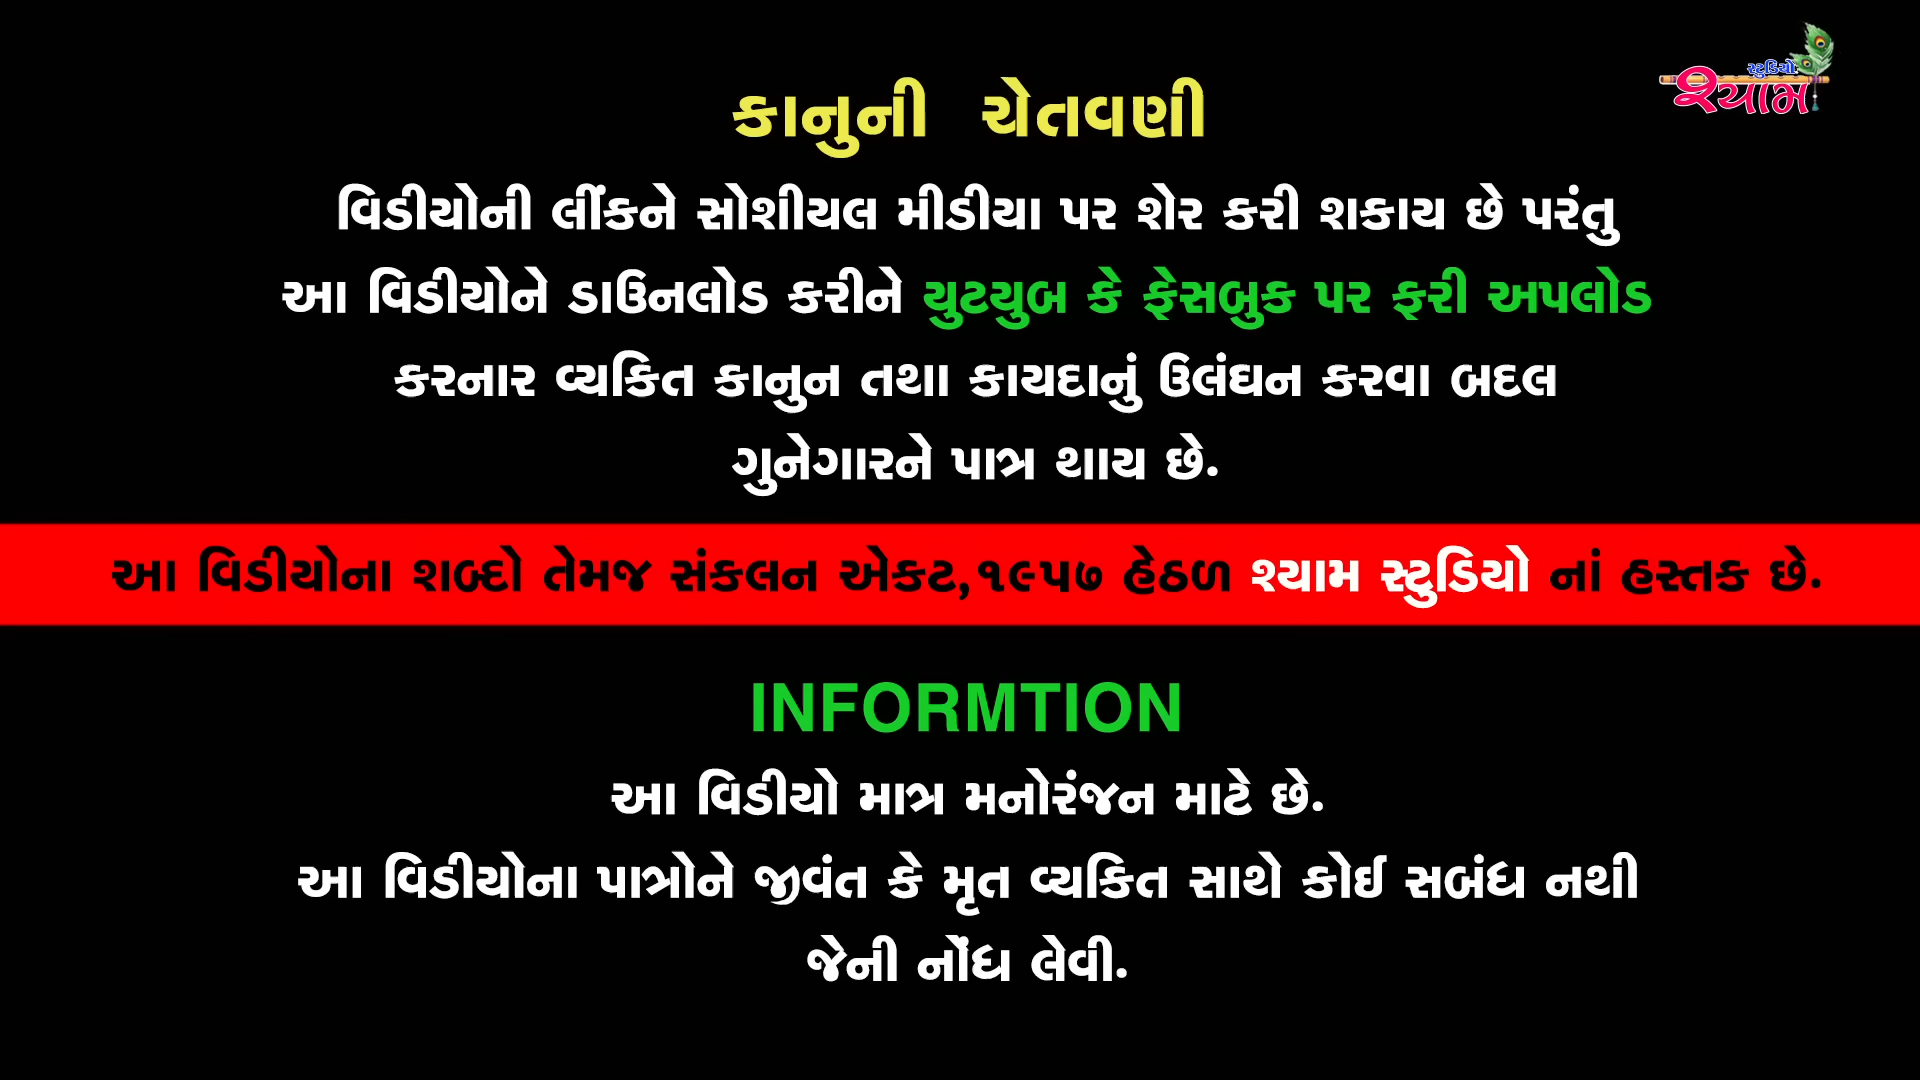 સ્ટુડિયો
શ્યામ
કાનુની ચેતવણી
વિડીયોની લીંકને સોશીયલ મીડીયા પર શેર કરી શકાય છે પરંતુ
આ વિડીયોને ડાઉનલોડ કરીને યુટયુબ કે ફેસબુક પર ફરી અપલોડ
કરનાર વ્યકિત કાનુન તથા કાયદાનું ઉલંઘન કરવા બદલ
ગુનેગારને પાત્ર થાય છે.
આ વિડીયોના શબ્દો તેમજ સંકલન એકટ,૧૯૫૭ હેઠળ શ્યામ સ્ટુડિયો નાં હસ્તક છે.
INFORMTION
આ વિડીયો માત્ર મનોરંજન માટે છે.
આ વિડીયોના પાત્રોને જીવંત કે મૃત વ્યકિત સાથે કોઈ સબંધ નથી
જેની નોંધ લેવી.